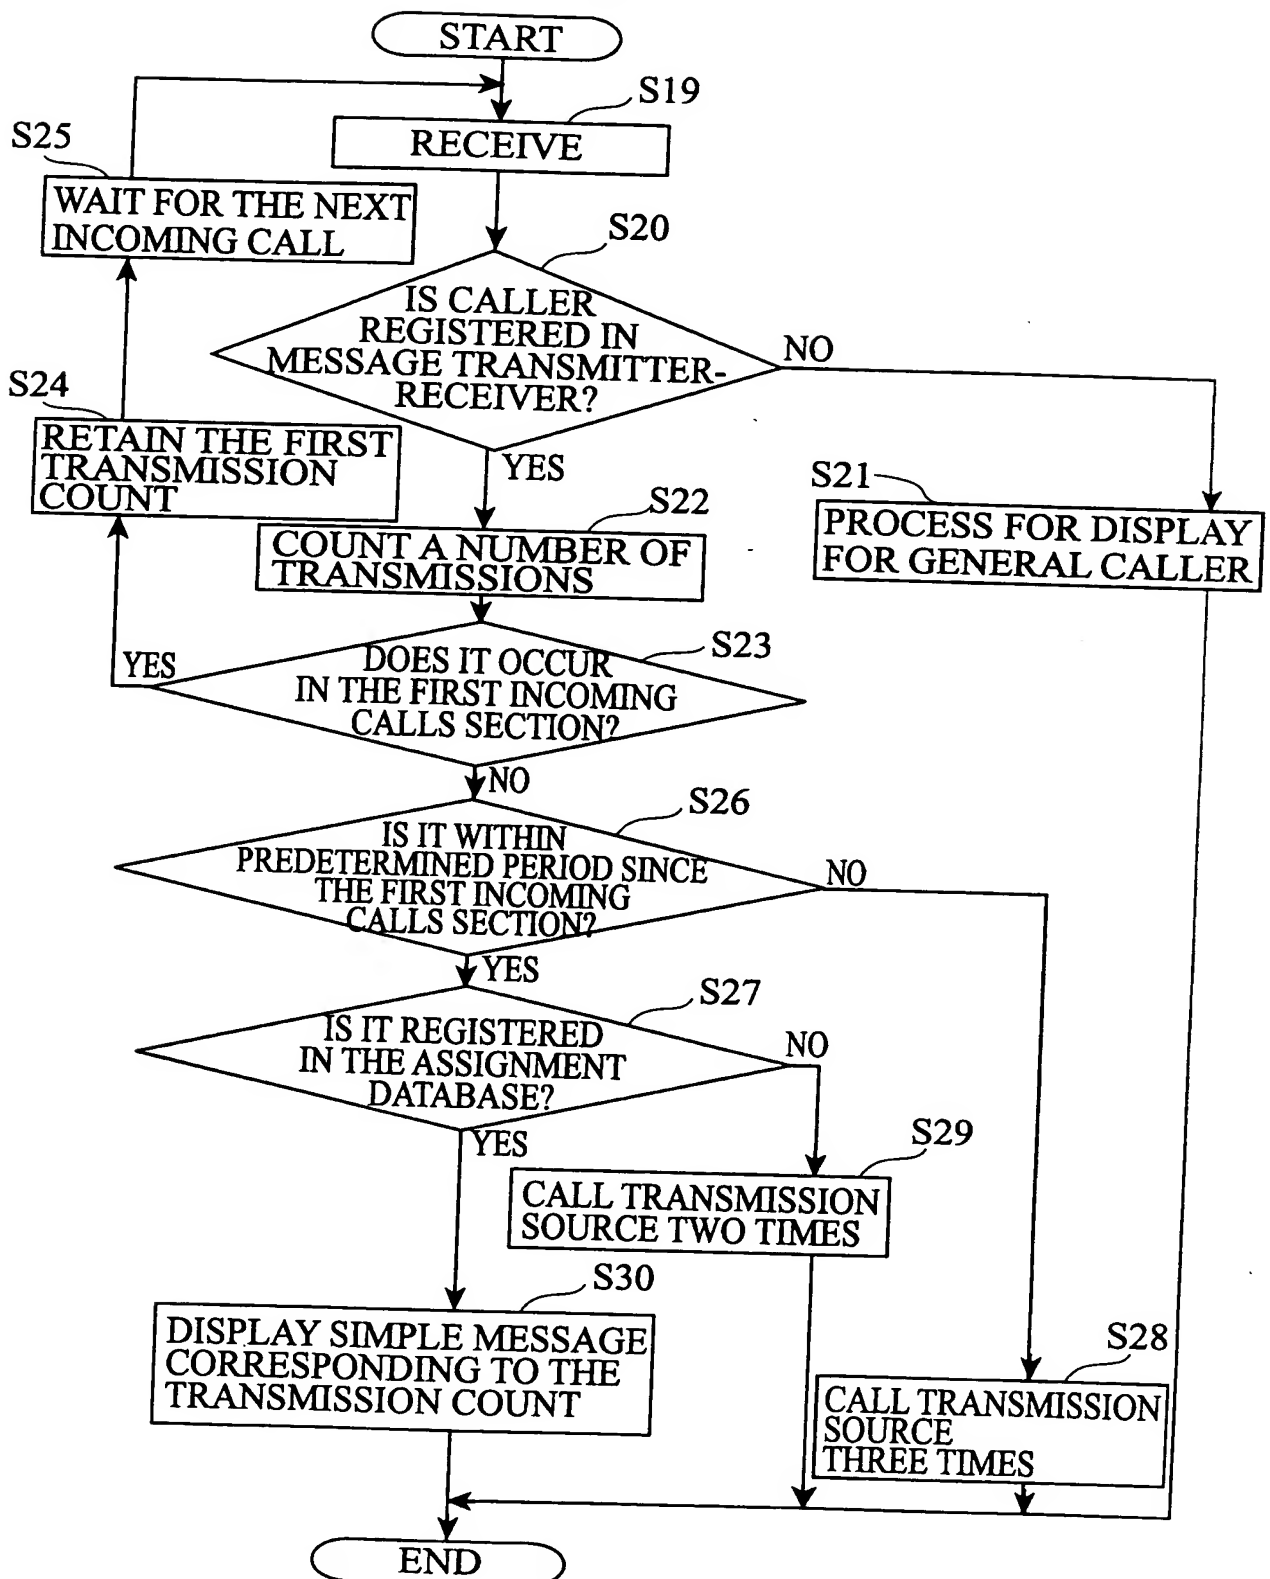 START
S19
RECEIVE
S25
WAIT FOR THE NEXT
INCOMING CALL
S20
IS CALLER
REGISTERED IN
MESSAGE TRANSMITTER-
RECEIVER?
NO
YES
S24
RETAIN THE FIRST
TRANSMISSION
COUNT
S21
PROCESS FOR DISPLAY
FOR GENERAL CALLER
S22
COUNT A NUMBER OF
TRANSMISSIONS
S23
DOES IT OCCUR
IN THE FIRST INCOMING
CALLS SECTION?
YES
NO
S26
IS IT WITHIN
PREDETERMINED PERIOD SINCE
THE FIRST INCOMING
CALLS SECTION?
NO
YES
S27
IS IT REGISTERED
IN THE ASSIGNMENT
DATABASE?
NO
YES
S29
CALL TRANSMISSION
SOURCE TWO TIMES
S30
DISPLAY SIMPLE MESSAGE
CORRESPONDING TO THE
TRANSMISSION COUNT
S28
CALL TRANSMISSION
SOURCE
THREE TIMES
END